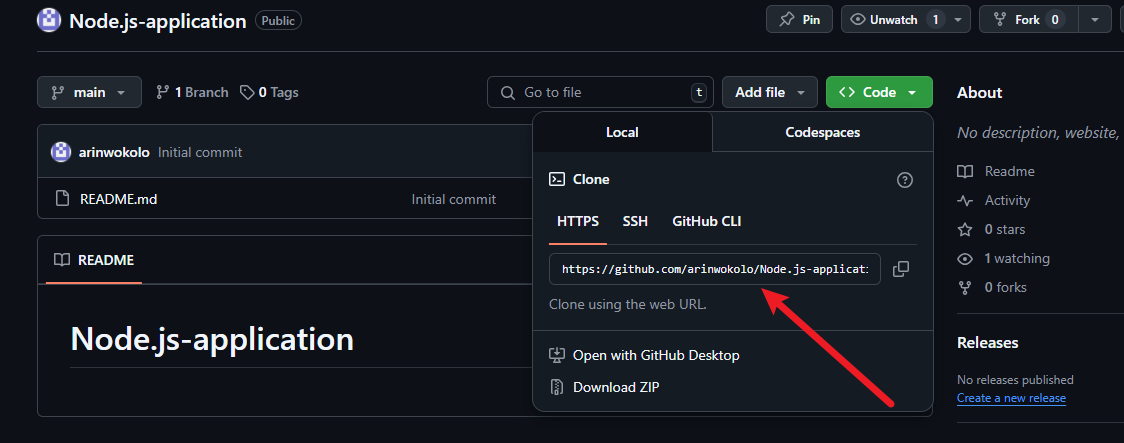 Node.js-application Public
Pin
Unwatch 1
Fork 0
main
1 Branch
0 Tags
Go to file t
Add file
Code
Local Codespaces
Clone
HTTPS SSH GitHub CLI
https://github.com/arinwokolo/Node.js-applicati
Clone using the web URL.
Open with GitHub Desktop
Download ZIP
arinwokolo Initial commit
README.md Initial commit
README
Node.js-application
About
No description, website,
Readme
Activity
0 stars
1 watching
0 forks
Releases
No releases published
Create a new release